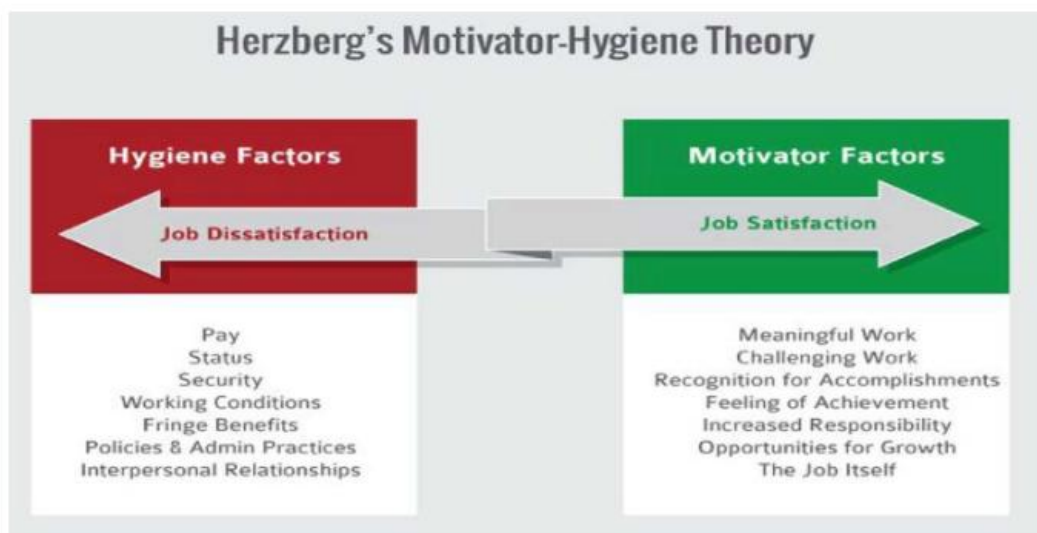 Herzberg's Motivator-Hygiene Theory
Hygiene Factors
Job Dissatisfaction
Pay
Status
Security
Working Conditions
Fringe Benefits
Policies & Admin Practices
Interpersonal Relationships
Motivator Factors
Job Satisfaction
Meaningful Work
Challenging Work
Recognition for Accomplishments
Feeling of Achievement
Increased Responsibility
Opportunities for Growth
The Job Itself